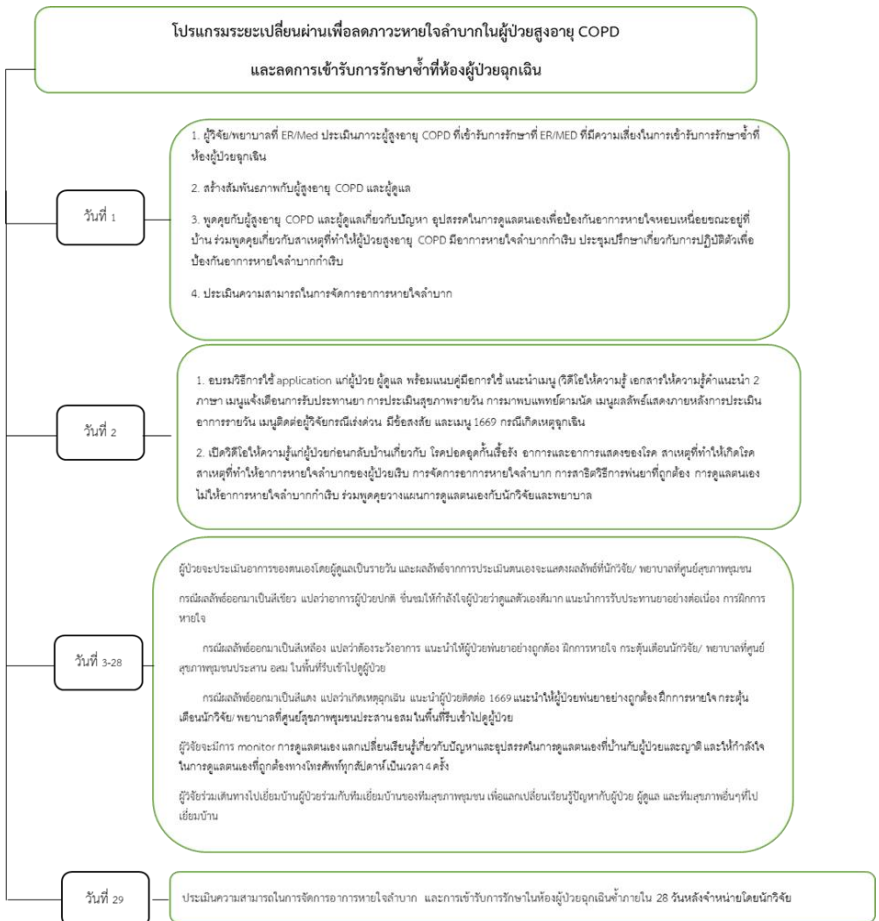 โปรแกรมระยะเปลี่ยนผ่านเพื่อลดภาวะหายใจลำบากในผู้ป่วยสูงอายุ COPD
และลดการเข้ารับการรักษาซ้ำที่ห้องผู้ป่วยฉุกเฉิน
วันที่ 1
1. ผู้วิจัย/พยาบาลที่ ER/Med ประเมินภาวะผู้สูงอายุ COPD ที่เข้ารับการรักษาที่ ER/MED ที่มีความเสี่ยงในการเข้ารับการรักษาซ้ำที่
ห้องผู้ป่วยฉุกเฉิน
2. สร้างสัมพันธภาพกับผู้สูงอายุ COPD และผู้ดูแล
3. พูดคุยกับผู้สูงอายุ COPD และผู้ดูแลเกี่ยวกับปัญหา อุปสรรคในการดูแลตนเองเพื่อป้องกันอาการหายใจหอบเหนื่อยขณะอยู่ที่
บ้าน ร่วมพูดคุยเกี่ยวกับสาเหตุที่ทำให้ผู้ป่วยสูงอายุ COPD มีอาการหายใจลำบากกำเริบ ประชุมปรึกษาเกี่ยวกับการปฏิบัติตัวเพื่อ
ป้องกันอาการหายใจลำบากกำเริบ
4. ประเมินความสามารถในการจัดการอาการหายใจลำบาก
วันที่ 2
1. อบรมวิธีการใช้ application แก่ผู้ป่วย ผู้ดูแล พร้อมแนบคู่มือการใช้ แนะนำเมนู (วิดีโอให้ความรู้ เอกสารให้ความรู้คำแนะนำ 2
ภาษา เมนูแจ้งเตือนการรับประทานยา การประเมินสุขภาพรายวัน การมาพบแพทย์ตามนัด เมนูผลลัพธ์แสดงภายหลังการประเมิน
อาการรายวัน เมนูติดต่อผู้วิจัยกรณีเร่งด่วน มีข้อสงสัย และเมนู 1669 กรณีเกิดเหตุฉุกเฉิน
2. เปิดวิดีโอให้ความรู้แก่ผู้ป่วยก่อนกลับบ้านเกี่ยวกับ โรคปอดอุดกั้นเรื้อรัง อาการและอาการแสดงของโรค สาเหตุที่ทำให้เกิดโรค
สาเหตุที่ทำให้อาการหายใจลำบากของผู้ป่วยเริบ การจัดการอาการหายใจลำบาก การสาธิตวิธีการพ่นยาที่ถูกต้อง การดูแลตนเอง
ไม่ให้อาการหายใจลำบากกำเริบ ร่วมพูดคุยวางแผนการดูแลตนเองกับนักวิจัยและพยาบาล
วันที่ 3-28
ผู้ป่วยจะประเมินอาการของตนเองโดยผู้ดูแลเป็นรายวัน และผลลัพธ์จากการประเมินตนเองจะแสดงผลลัพธ์ที่นักวิจัย/ พยาบาลที่ศูนย์สุขภาพชุมชน
กรณีผลลัพธ์ออกมาเป็นสีเขียว แปลว่าอาการผู้ป่วยปกติ ชื่นชมให้กำลังใจผู้ป่วยว่าดูแลตัวเองดีมาก แนะนำการรับประทานยาอย่างต่อเนื่อง การฝึกการ
หายใจ
กรณีผลลัพธ์ออกมาเป็นสีเหลือง แปลว่าต้องระวังอาการ แนะนำให้ผู้ป่วยพ่นยาอย่างถูกต้อง ฝึกการหายใจ กระตุ้นเตือนนักวิจัย/ พยาบาลที่ศูนย์
สุขภาพชุมชนประสาน อสม ในพื้นที่รีบเข้าไปดูผู้ป่วย
กรณีผลลัพธ์ออกมาเป็นสีแดง แปลว่าเกิดเหตุฉุกเฉิน แนะนำผู้ป่วยติดต่อ 1669 แนะนำให้ผู้ป่วยพ่นยาอย่างถูกต้อง ฝึกการหายใจ กระตุ้น
เตือนนักวิจัย/ พยาบาลที่ศูนย์สุขภาพชุมชนประสาน อสม ในพื้นที่รีบเข้าไปดูผู้ป่วย
ผู้วิจัยจะมีการ monitor การดูแลตนเอง แลกเปลี่ยนเรียนรู้เกี่ยวกับปัญหาและอุปสรรคในการดูแลตนเองที่บ้านกับผู้ป่วยและญาติ และให้กำลังใจ
ในการดูแลตนเองที่ถูกต้องทางโทรศัพท์ทุกสัปดาห์ เป็นเวลา 4 ครั้ง
ผู้วิจัยร่วมเดินทางไปเยี่ยมบ้านผู้ป่วยร่วมกับทีมเยี่ยมบ้านของทีมสุขภาพชุมชน เพื่อแลกเปลี่ยนเรียนรู้ปัญหากับผู้ป่วย ผู้ดูแล และทีมสุขภาพอื่นๆที่ไป
เยี่ยมบ้าน
วันที่ 29
ประเมินความสามารถในการจัดการอาการหายใจลำบาก และการเข้ารับการรักษาในห้องผู้ป่วยฉุกเฉินซ้ำภายใน 28 วันหลังจำหน่ายโดยนักวิจัย